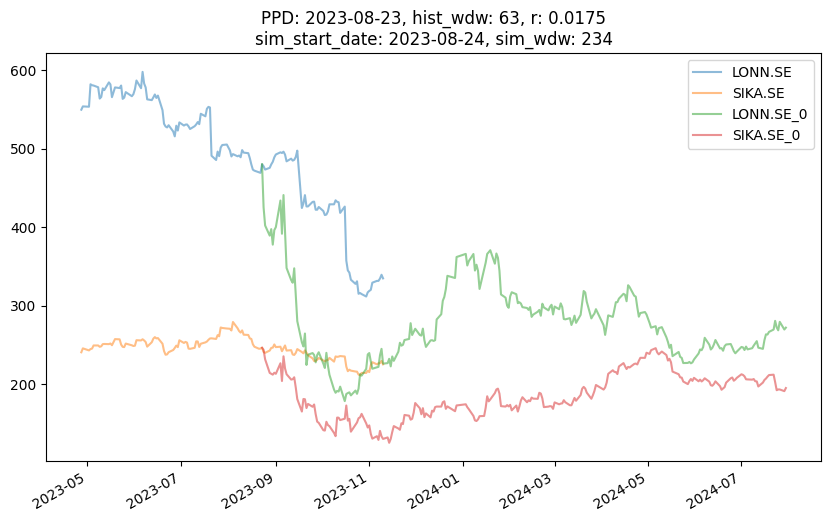 PPD: 2023-08-23, hist_wdw: 63, r: 0.0175
sim_start_date: 2023-08-24, sim_wdw: 234
600
500
400
300
200
LONN.SE
SIKA.SE
LONN.SE_0
SIKA.SE_0
2023-05
2023-07
2023-09
2023-11
2024-01
2024-03
2024-05
2024-07